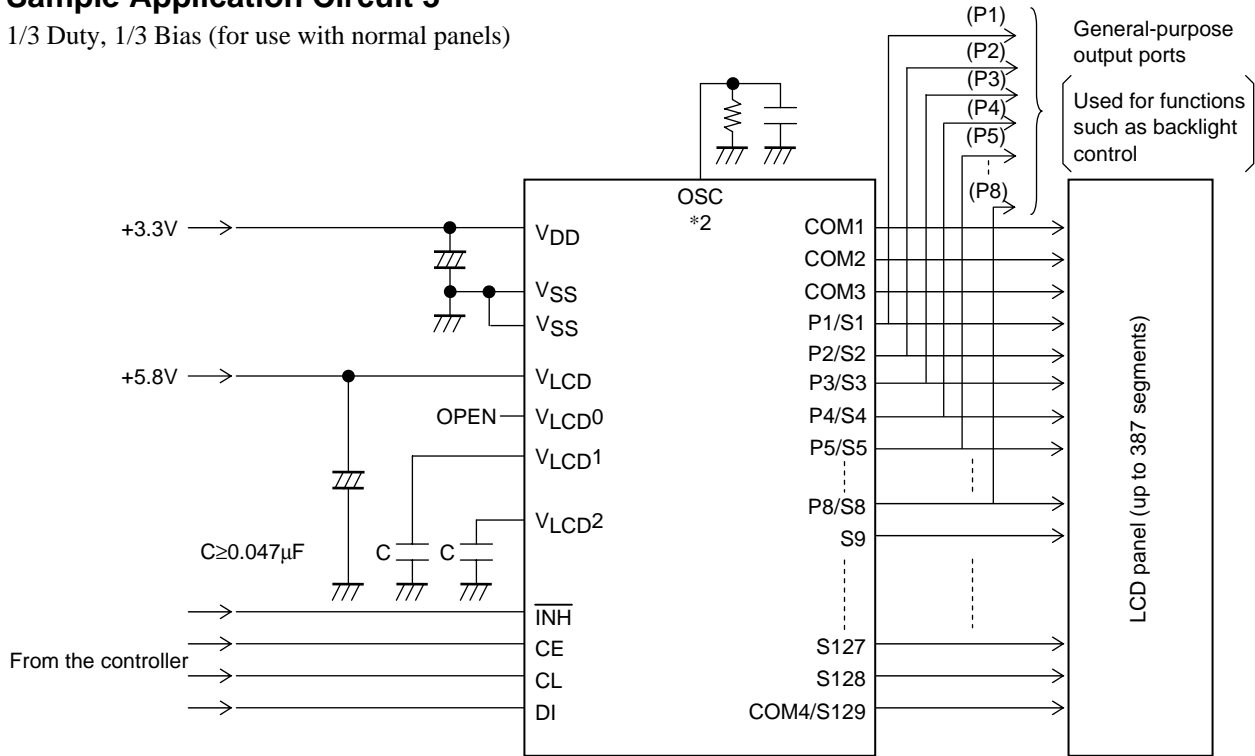 Sample Application Circuit 3
1/3 Duty, 1/3 Bias (for use with normal panels)
(P1)
(P2)
(P3)
(P4)
(P5)
(P8)
General-purpose
output ports
Used for functions
such as backlight
control
OSC
*2
+3.3V
VDD
VSS
VSS
+5.8V
VLCD
OPEN
VLCD0
VLCD1
VLCD2
C≥0.047μF
C
C
From the controller
INH
CE
CL
DI
COM1
COM2
COM3
P1/S1
P2/S2
P3/S3
P4/S4
P5/S5
P8/S8
S9
S127
S128
COM4/S129
LCD panel (up to 387 segments)